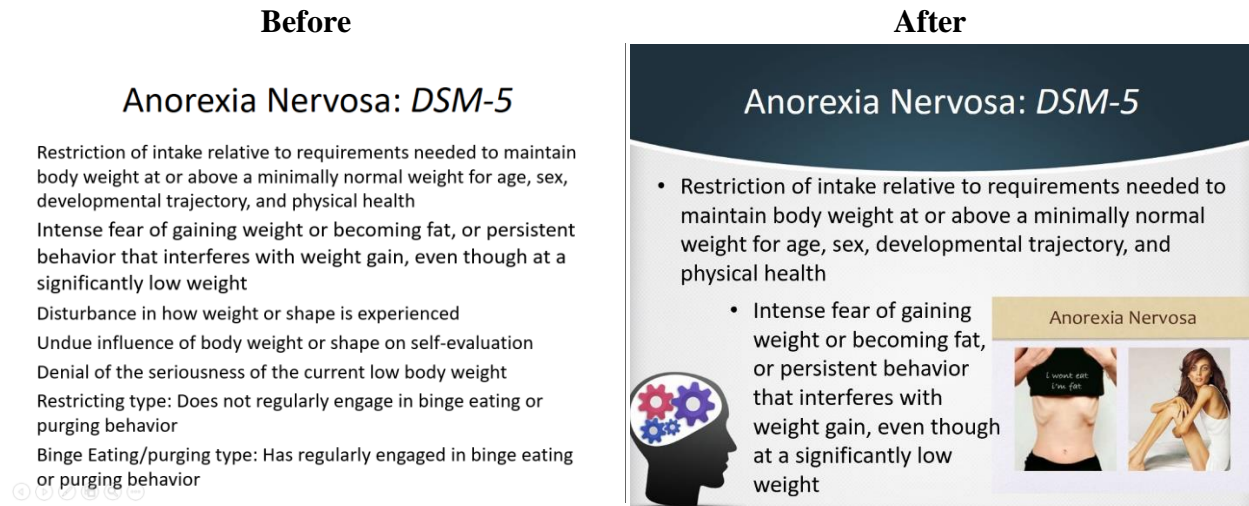 Before
After
Anorexia Nervosa: DSM-5
Restriction of intake relative to requirements needed to maintain
body weight at or above a minimally normal weight for age, sex,
developmental trajectory, and physical health
Intense fear of gaining weight or becoming fat, or persistent
behavior that interferes with weight gain, even though at a
significantly low weight
Disturbance in how weight or shape is experienced
Undue influence of body weight or shape on self-evaluation
Denial of the seriousness of the current low body weight
Restricting type: Does not regularly engage in binge eating or
purging behavior
Binge Eating/purging type: Has regularly engaged in binge eating
or purging behavior
Anorexia Nervosa: DSM-5
• Restriction of intake relative to requirements needed to
maintain body weight at or above a minimally normal
weight for age, sex, developmental trajectory, and
physical health
• Intense fear of gaining
weight or becoming fat,
or persistent behavior
that interferes with
weight gain, even though
at a significantly low
weight
Anorexia Nervosa
i wont eat
i'm fat